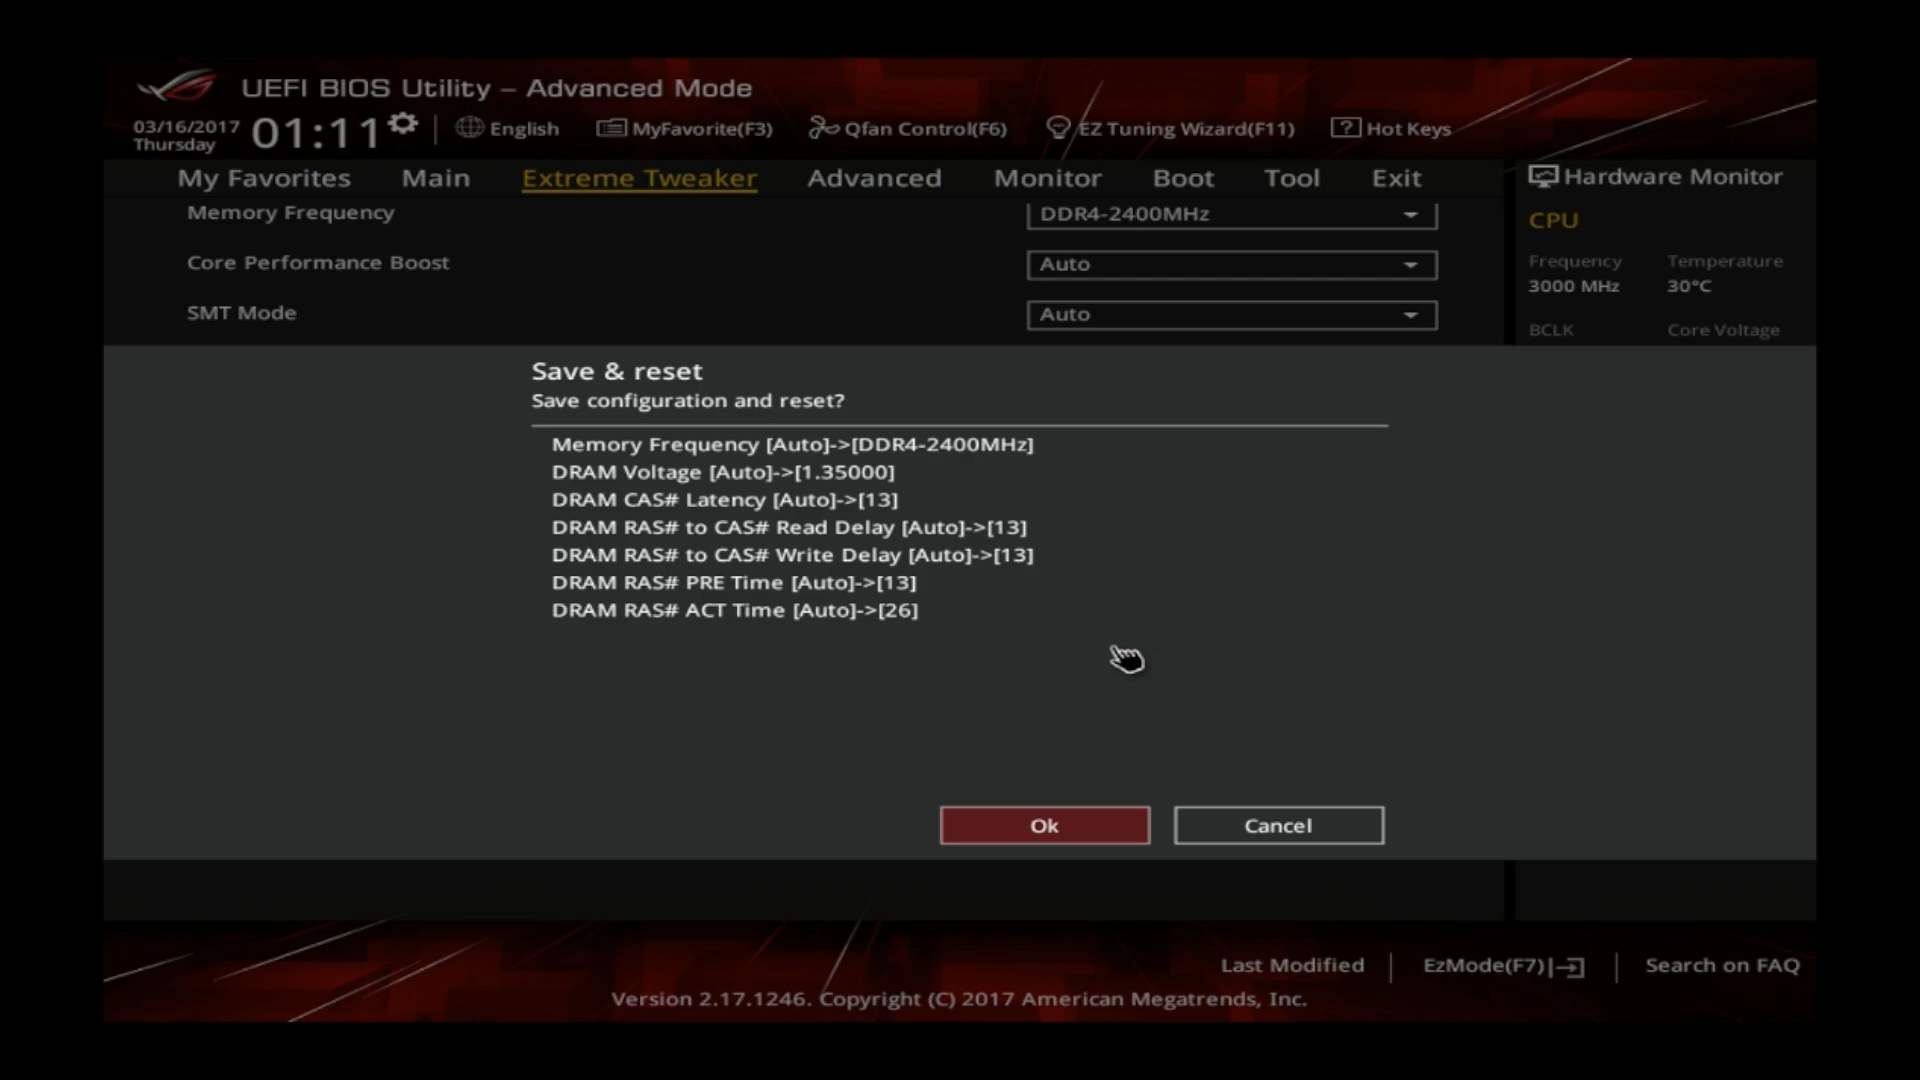 UEFI BIOS Utility – Advanced Mode
03/16/2017
Thursday
01:11
English
MyFavorite(F3)
Qfan Control(F6)
EZ Tuning Wizard(F11)
? Hot Keys
My Favorites Main Extreme Tweaker Advanced Monitor Boot Tool Exit
Hardware Monitor
Memory Frequency DDR4-2400MHz
Core Performance Boost Auto
SMT Mode Auto
CPU
Frequency Temperature
3000 MHz 30°C
BCLK Core Voltage
Save & reset
Save configuration and reset?
Memory Frequency [Auto]->[DDR4-2400MHz]
DRAM Voltage [Auto]->[1.35000]
DRAM CAS# Latency [Auto]->[13]
DRAM RAS# to CAS# Read Delay [Auto]->[13]
DRAM RAS# to CAS# Write Delay [Auto]->[13]
DRAM RAS# PRE Time [Auto]->[13]
DRAM RAS# ACT Time [Auto]->[26]
Ok Cancel
Last Modified EzMode(F7) Search on FAQ
Version 2.17.1246. Copyright (C) 2017 American Megatrends, Inc.